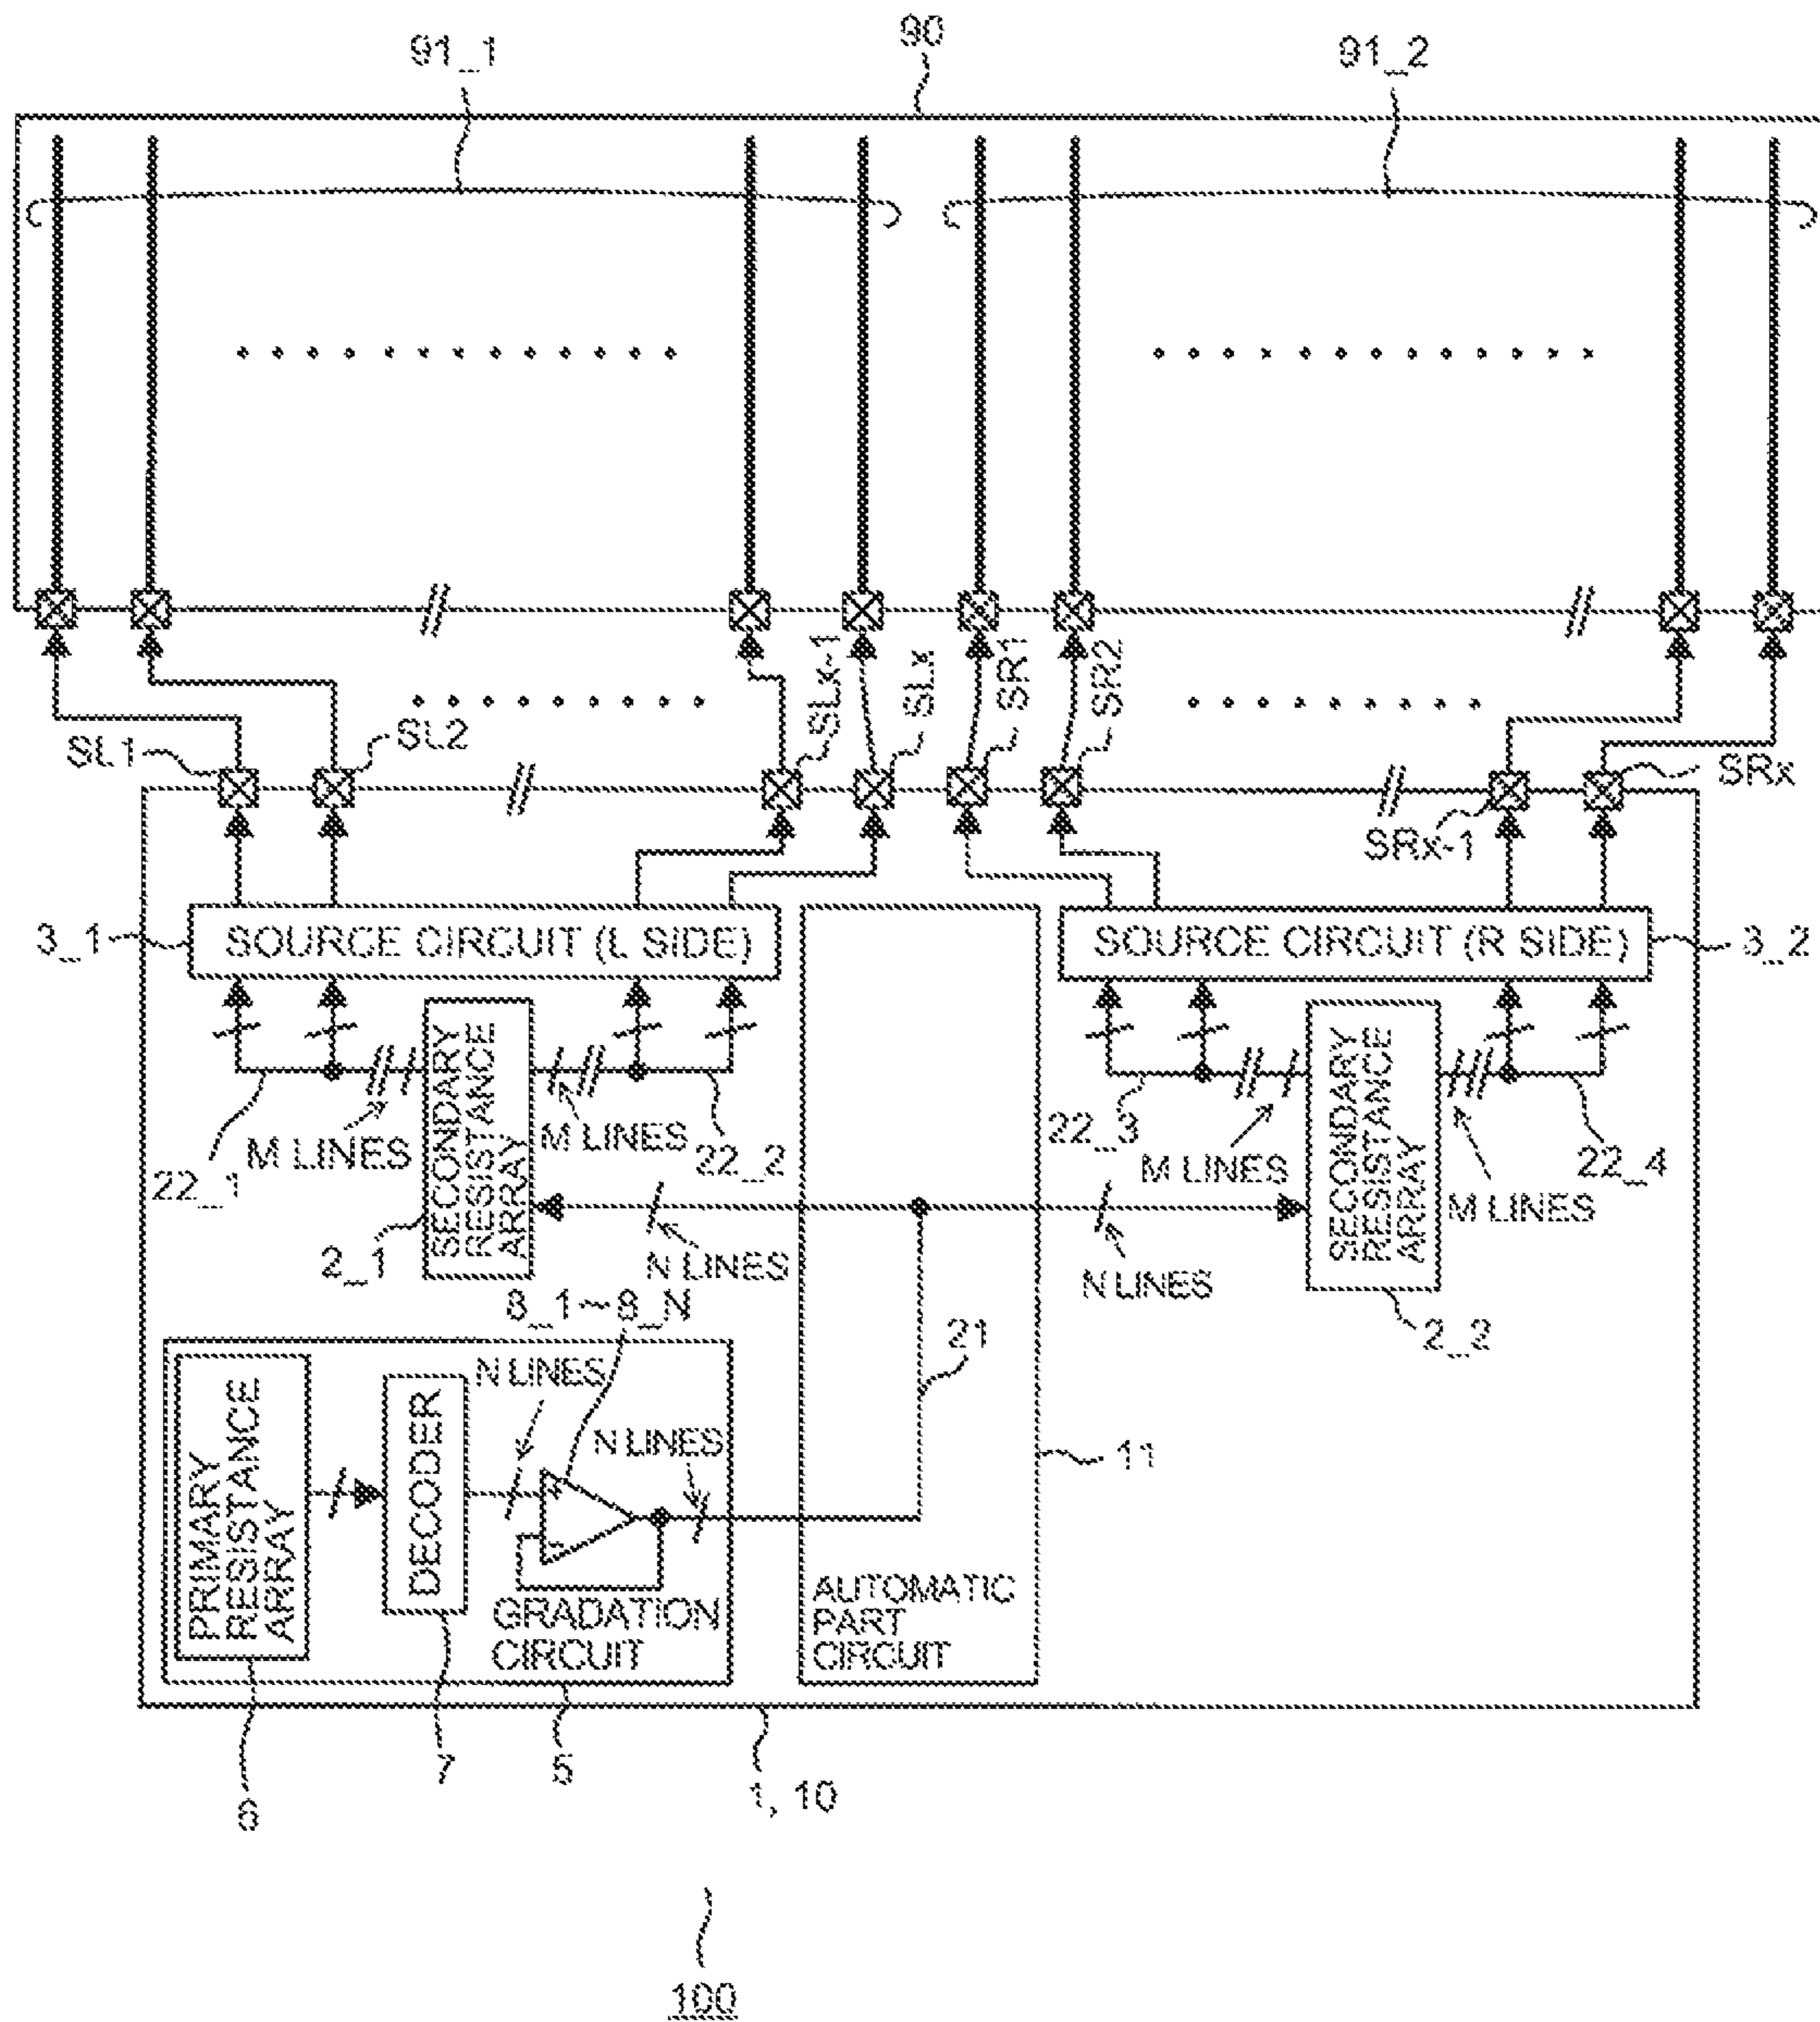 91_1
90
91_2
SL1
SL2
SLx-1
SLx
SR1
SR2
SRx-1
SRx
3_1
SOURCE CIRCUIT (L SIDE)
SOURCE CIRCUIT (R SIDE)
3_2
SECONDARY
RESISTANCE
ARRAY
SECONDARY
RESISTANCE
ARRAY
22_1
M LINES
M LINES
22_2
22_3
M LINES
22_4
M LINES
2_1
N LINES
N LINES
2_2
8_1~8_N
21
N LINES
N LINES
11
PRIMARY
RESISTANCE
ARRAY
DECODER
GRADATION
CIRCUIT
AUTOMATIC
PART
CIRCUIT
6
7
5
1, 10
100